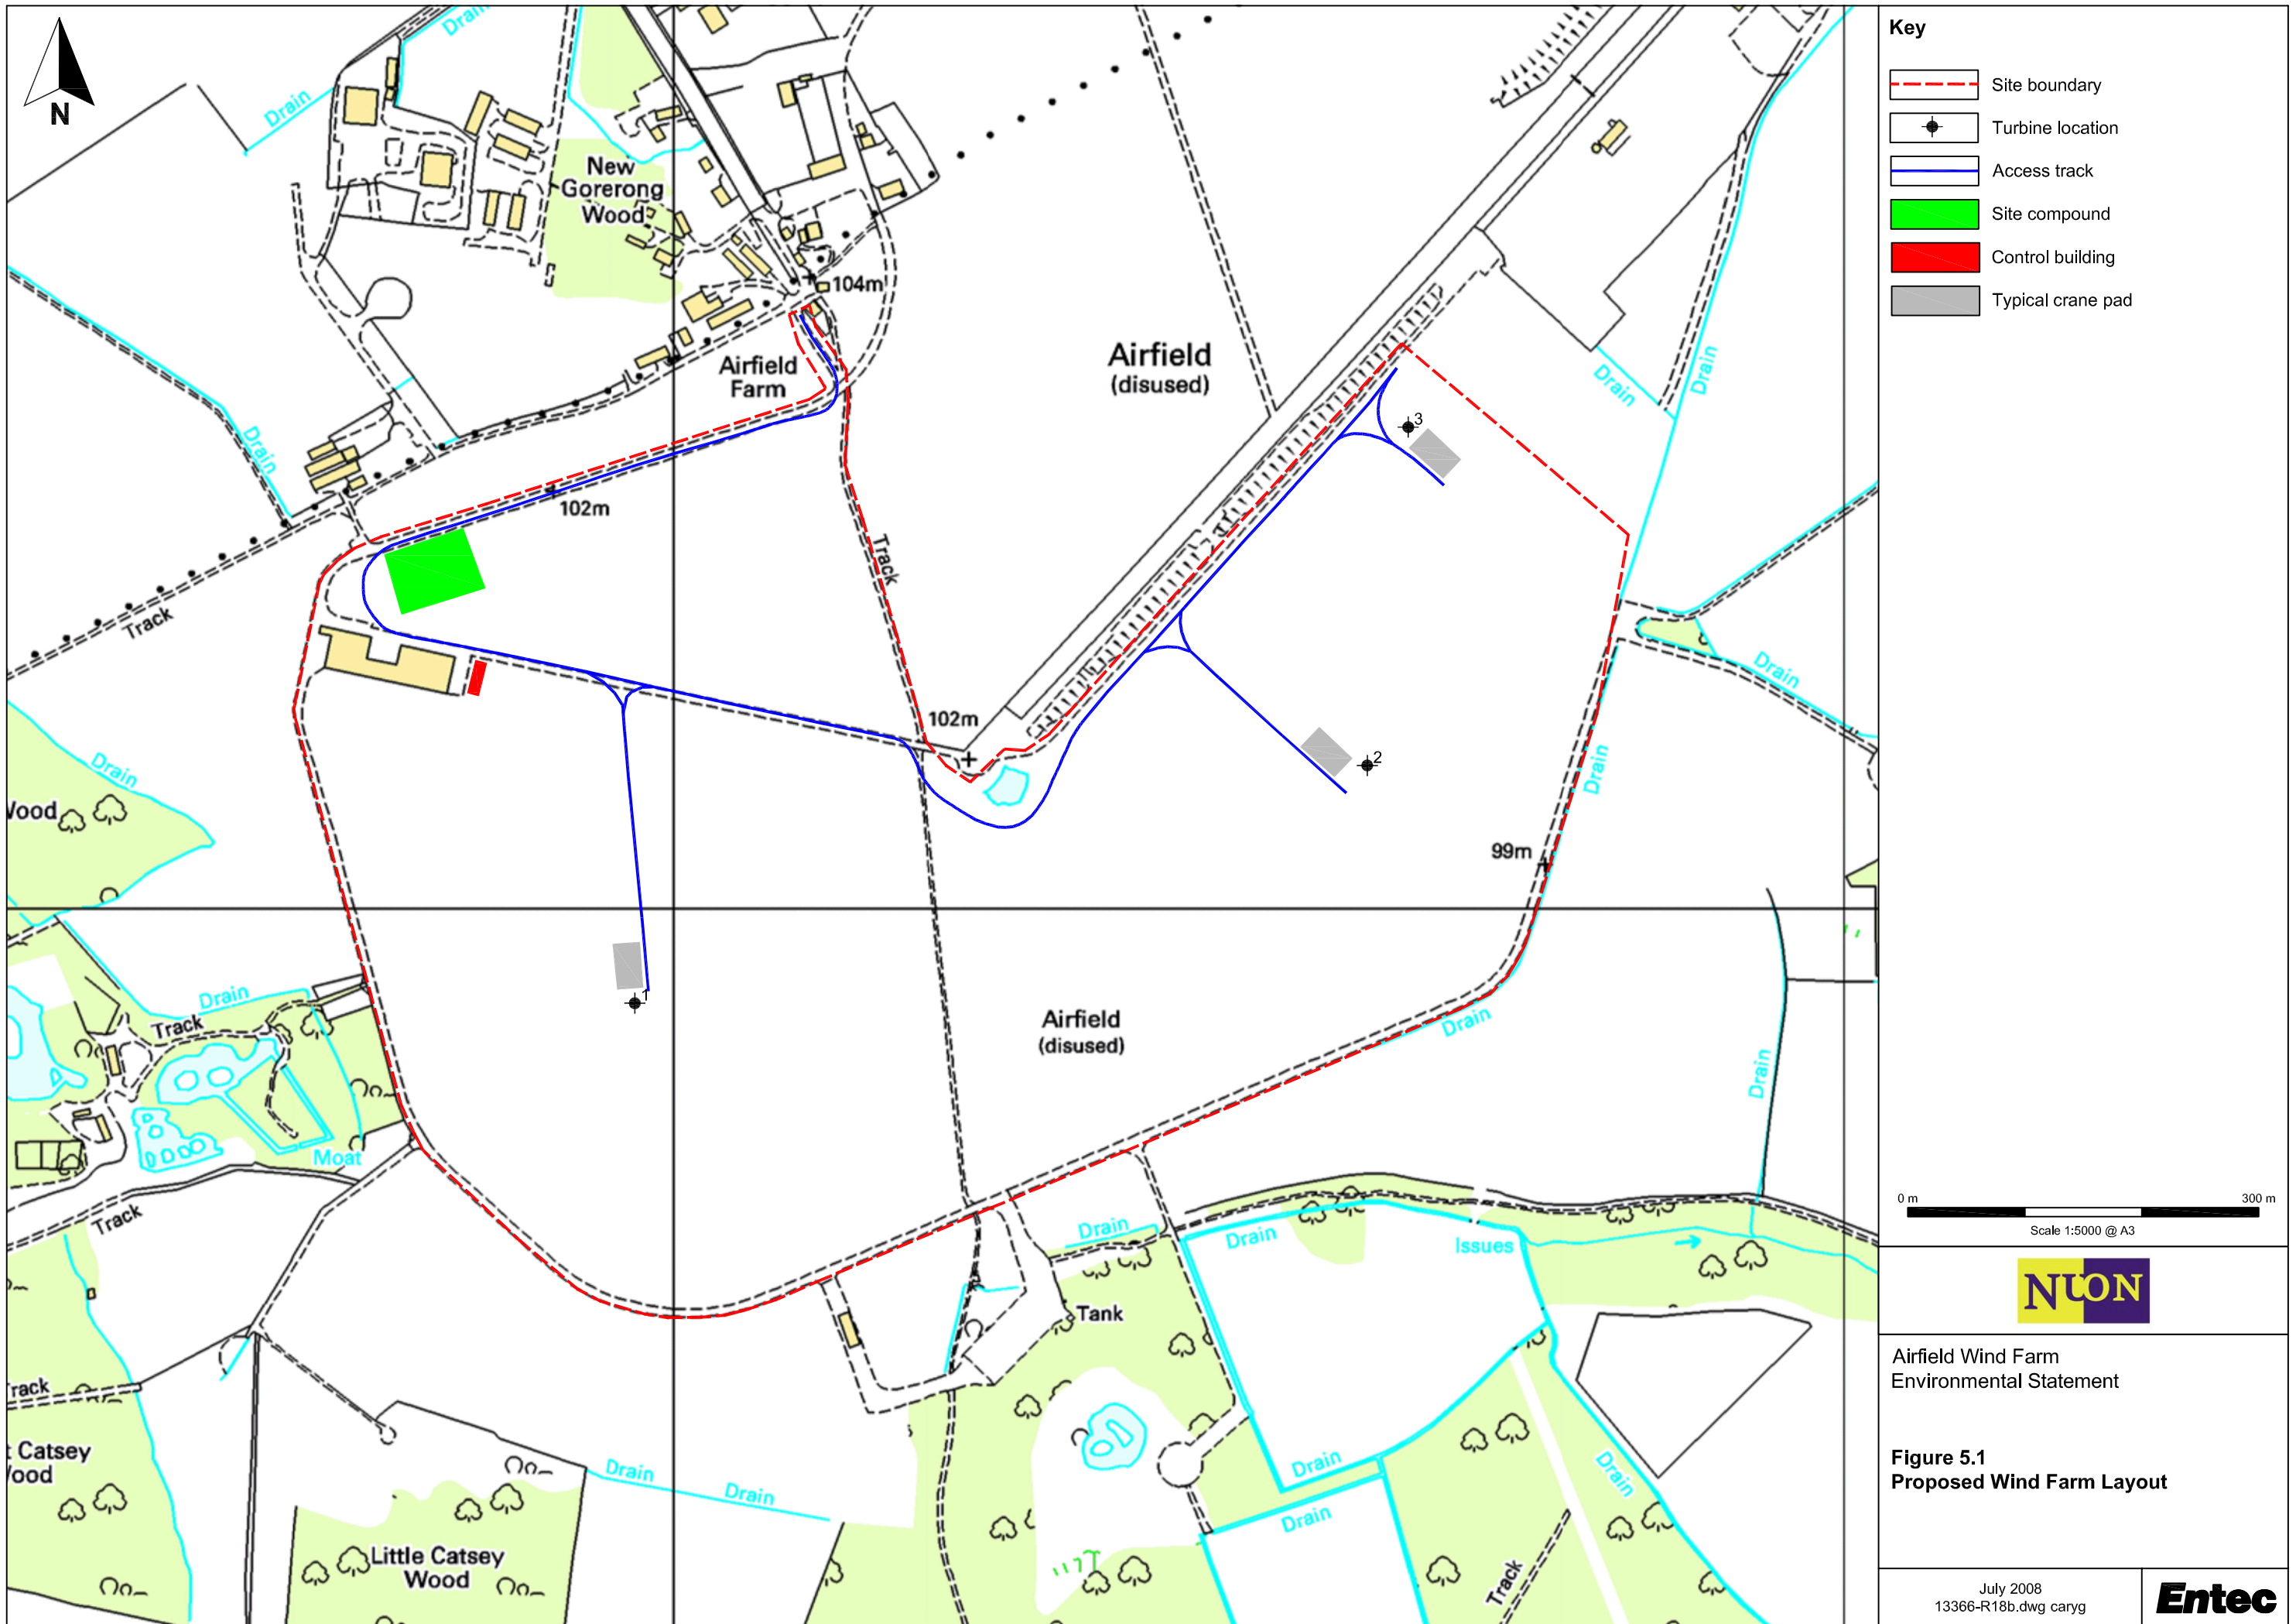 Drain
N
Drain
New
Gorerong
Wood
104m
Airfield
Farm
Airfield
(disused)
Drain
Drain
3
Drain
102m
Track
Track
Drain
102m
2
Drain
Drain
Wood
99m
1
Drain
Track
Airfield
(disused)
Drain
Drain
Moat
Track
Drain
Drain
Issues
Tank
Track
t Catsey
Wood
Drain
Drain
Drain
Drain
Drain
Little Catsey
Wood
Track
Key
Site boundary
Turbine location
Access track
Site compound
Control building
Typical crane pad
0 m
300 m
Scale 1:5000 @ A3
NUON
Airfield Wind Farm
Environmental Statement
Figure 5.1
Proposed Wind Farm Layout
July 2008
13366-R18b.dwg caryg
Entec